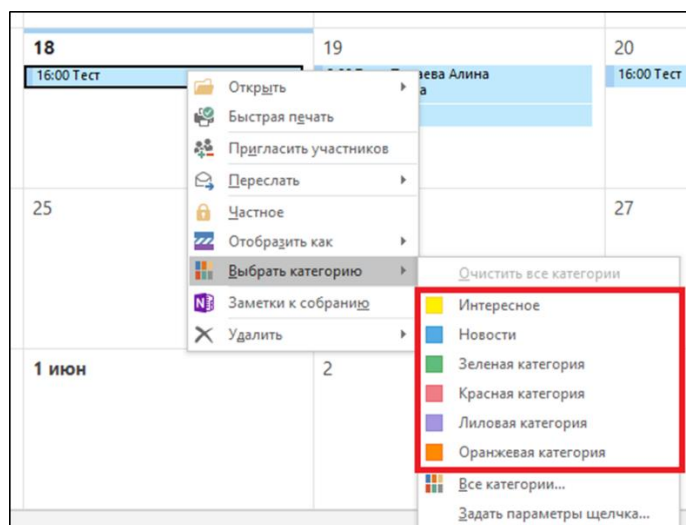 18
19
20
16:00 Тест
аева Алина
16:00 Тест
а
Открыть
Быстрая печать
Пригласить участников
Переслать
25
Частное
27
Отобразить как
Выбрать категорию
Очистить все категории
Заметки к собранию
Интересное
Удалить
Новости
1 июн
2
Зеленая категория
Красная категория
Лиловая категория
Оранжевая категория
Все категории...
Задать параметры щелчка...